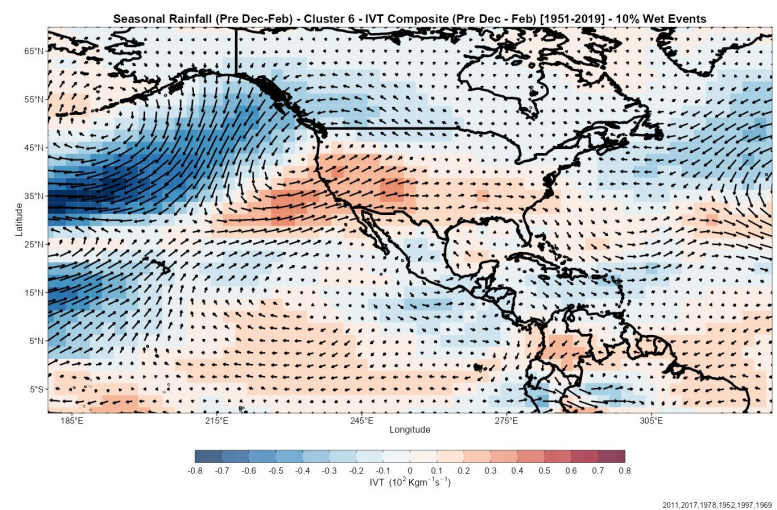 Seasonal Rainfall (Pre Dec-Feb) - Cluster 6 - IVT Composite (Pre Dec - Feb) [1951-2019] - 10% Wet Events
65°N
55°N
45°N
35°N
25°N
15°N
5°N
5°S
Latitude
185°E 215°E 245°E 275°E 305°E
Longitude
-0.8 -0.7 -0.6 -0.5 -0.4 -0.3 -0.2 -0.1 0 0.1 0.2 0.3 0.4 0.5 0.6 0.7 0.8
IVT (10² Kgm⁻¹s⁻¹)
2011,2017,1978,1952,1997,1969